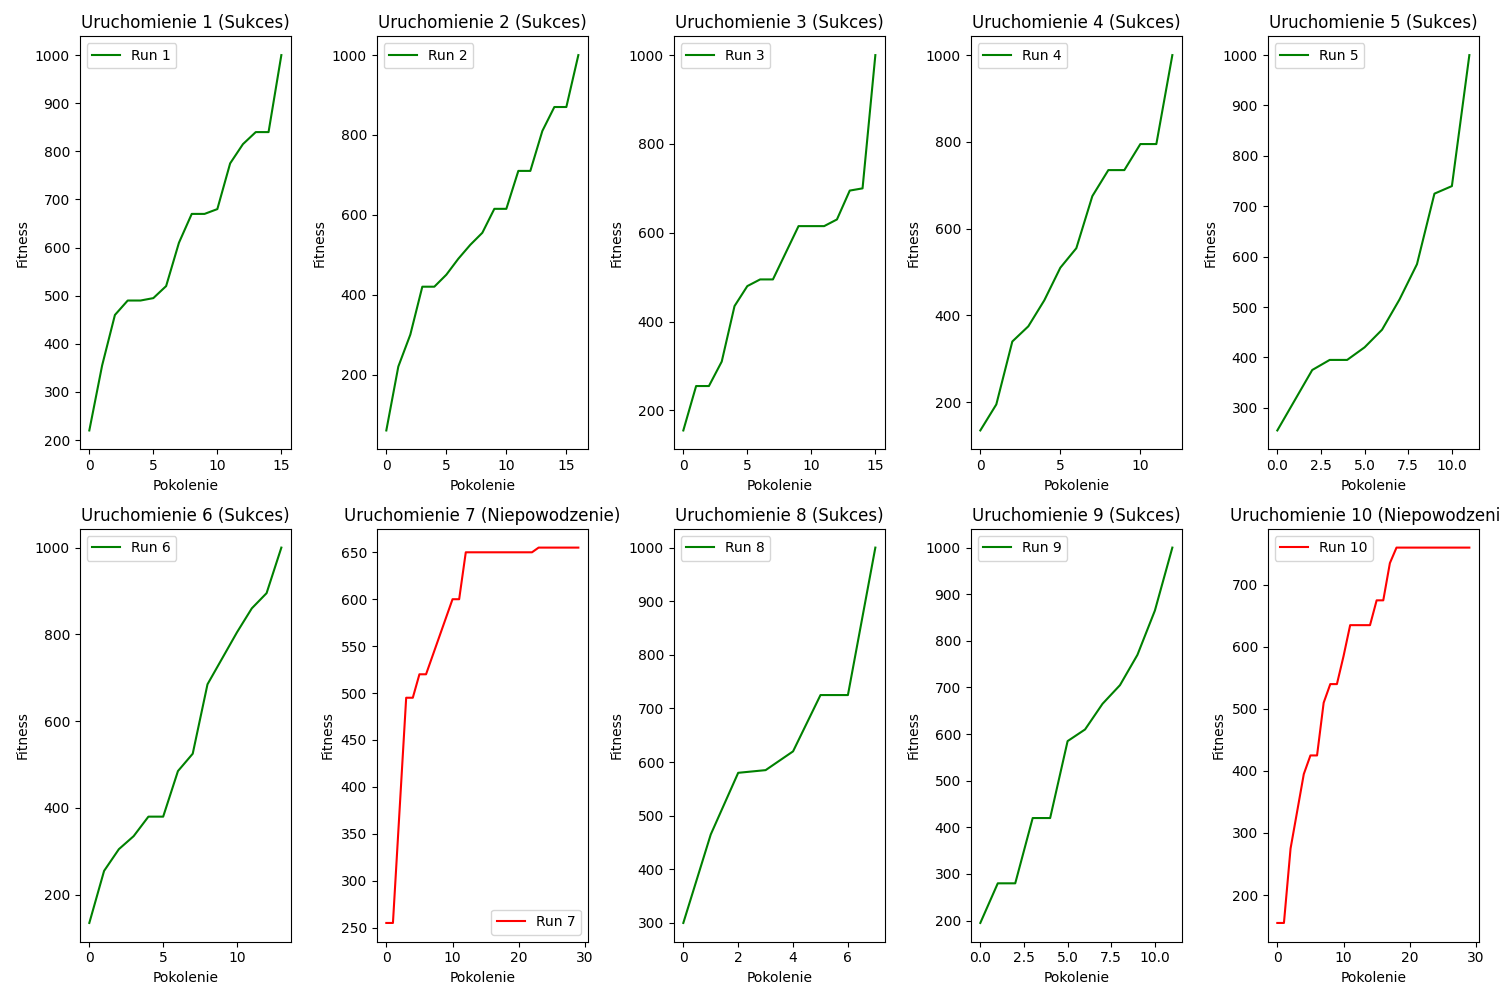 Uruchomienie 1 (Sukces)
Run 1
1000
900
800
700
600
500
400
300
200
Fitness
0 5 10 15
Pokolenie
Uruchomienie 2 (Sukces)
Run 2
1000
800
600
400
200
Fitness
0 5 10 15
Pokolenie
Uruchomienie 3 (Sukces)
Run 3
1000
800
600
400
200
Fitness
0 5 10 15
Pokolenie
Uruchomienie 4 (Sukces)
Run 4
1000
800
600
400
200
Fitness
0 5 10
Pokolenie
Uruchomienie 5 (Sukces)
Run 5
1000
900
800
700
600
500
400
300
Fitness
0.0 2.5 5.0 7.5 10.0
Pokolenie
Uruchomienie 6 (Sukces)
Run 6
1000
800
600
400
200
Fitness
0 5 10
Pokolenie
Uruchomienie 7 (Niepowodzenie)
650
600
550
500
450
400
350
300
250
Fitness
Run 7
0 10 20 30
Pokolenie
Uruchomienie 8 (Sukces)
Run 8
1000
900
800
700
600
500
400
300
Fitness
0 2 4 6
Pokolenie
Uruchomienie 9 (Sukces)
Run 9
1000
900
800
700
600
500
400
300
200
Fitness
0.0 2.5 5.0 7.5 10.0
Pokolenie
Uruchomienie 10 (Niepowodzeni
Run 10
700
600
500
400
300
200
Fitness
0 10 20 30
Pokolenie